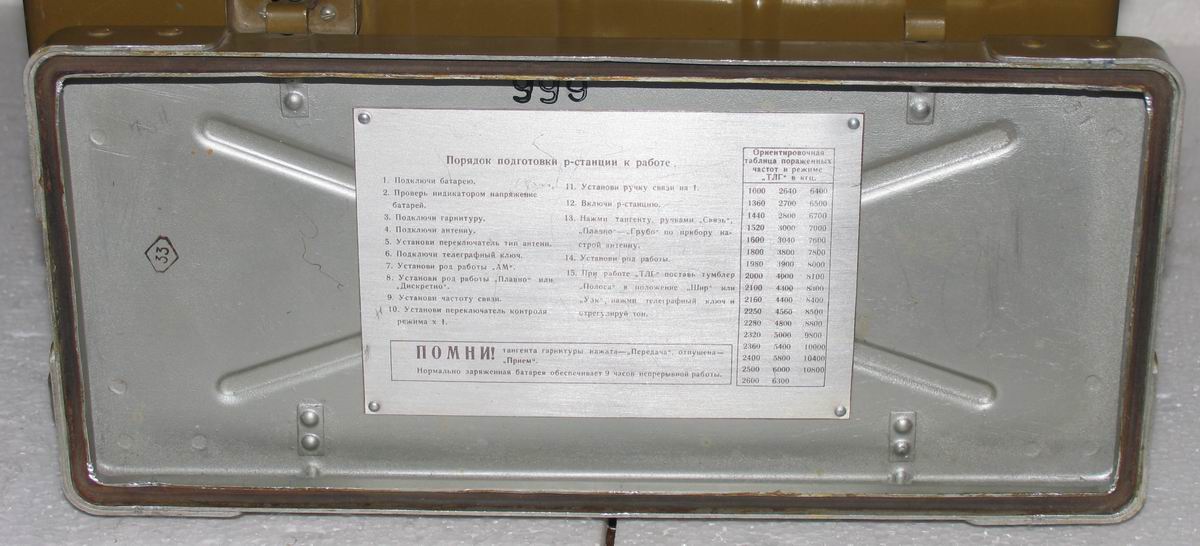 666
33
Порядок подготовки р-станции к работе
1. Подключи батарею.
2. Проверь индикатором напряжение
батарей.
3. Подключи гарнитуру.
4. Подключи антенну.
5. Установи переключатель тип антенн.
6. Подключи телеграфный ключ.
7. Установи род работы „АМ“.
8. Установи род работы „Плавно“ или
„Дискретно“.
9. Установи частоту связи.
10. Установи переключатель контроля
режима х 1.
11. Установи ручку связи на 1.
12. Включи р-станцию.
13. Нажми тангенту, ручками „Связь“,
„Плавно“—„Грубо“ по прибору на-
строй антенну.
14. Установи род работы.
15. При работе „ТЛГ“ поставь тумблер
„Полоса“ в положение „Шир“ или
„Узк“, нажми телеграфный ключ и
отрегулируй тон.
ПОМНИ! тангента гарнитуры нажата—„Передача“, отпущена—
„Прием“.
Нормально заряженная батарея обеспечивает 9 часов непрерывной работы.
Ориентировочная
таблица пораженных
частот в режиме
„ТЛГ“ в кгц.
1000 2640 6400
1360 2700 6500
1440 2800 6700
1520 3000 7000
1600 3040 7600
1800 3800 7800
1980 3900 8000
2000 4000 8100
2100 4300 8300
2160 4400 8400
2250 4560 8500
2280 4800 8800
2320 5000 9800
2360 5400 10000
2400 5800 10400
2500 6000 10800
2600 6300